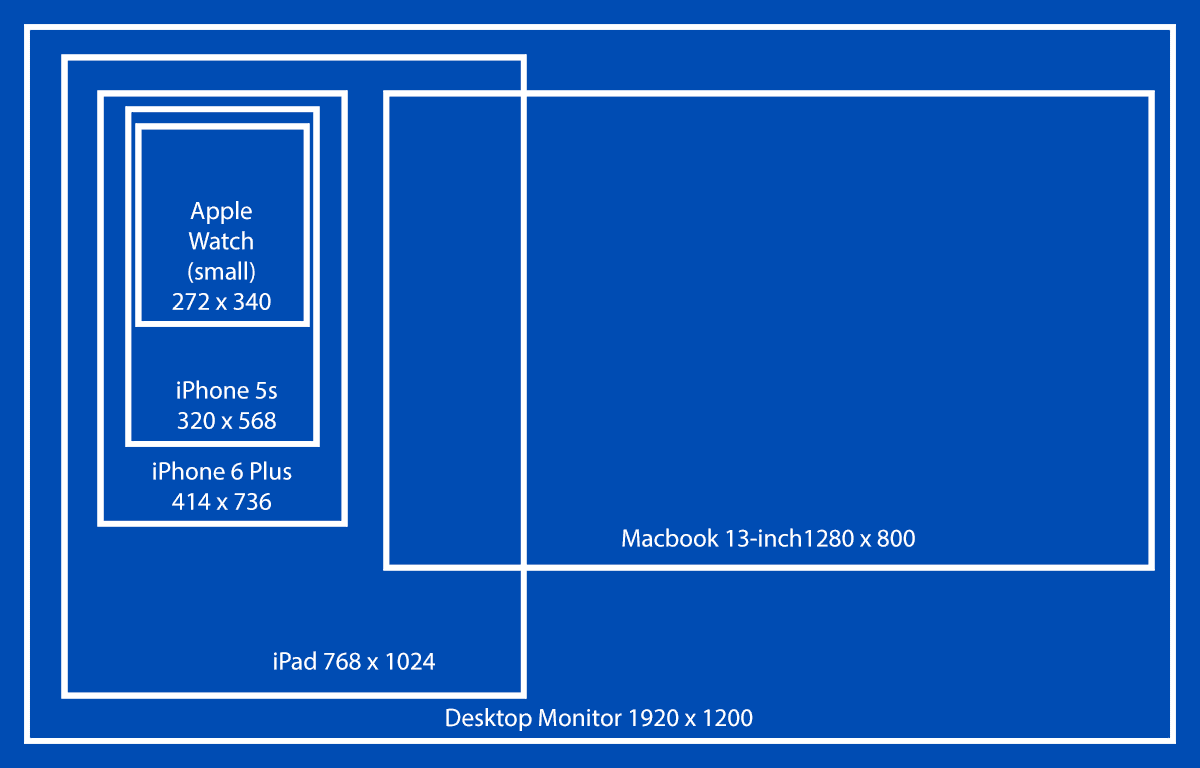 Apple
Watch
(small)
272 x 340
iPhone 5s
320 x 568
iPhone 6 Plus
414 x 736
Macbook 13-inch1280 x 800
iPad 768 x 1024
Desktop Monitor 1920 x 1200